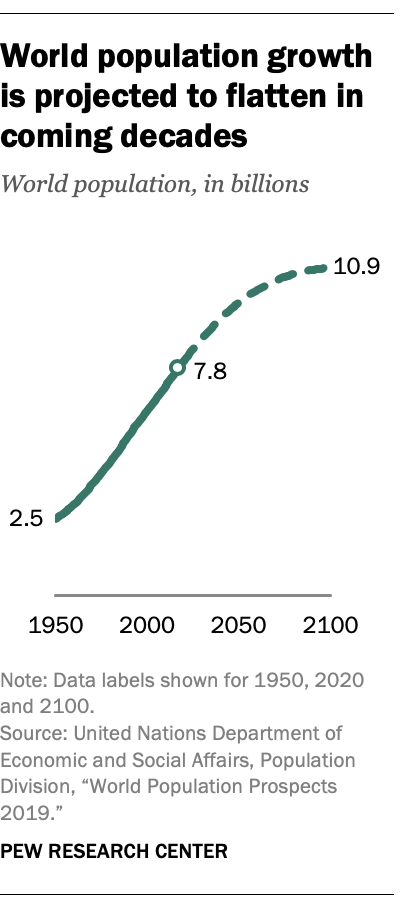 World population growth
is projected to flatten in
coming decades
World population, in billions
10.9
7.8
2.5
1950 2000 2050 2100
Note: Data labels shown for 1950, 2020
and 2100.
Source: United Nations Department of
Economic and Social Affairs, Population
Division, “World Population Prospects
2019.”
PEW RESEARCH CENTER